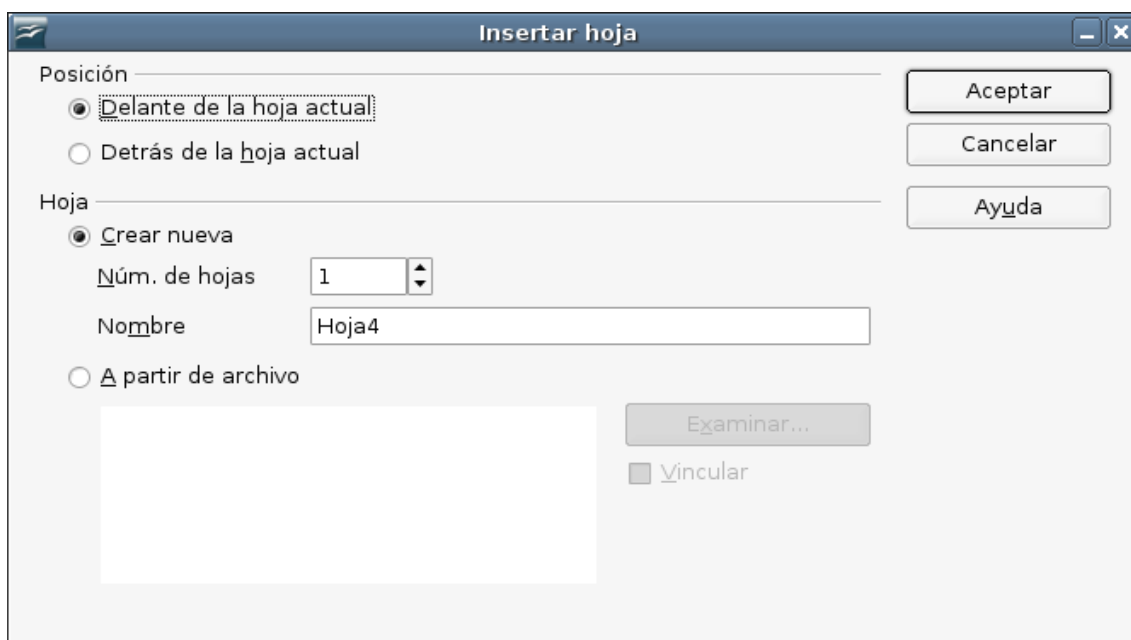 Insertar hoja
Posición
Delante de la hoja actual
Detrás de la hoja actual
Aceptar
Cancelar
Ayuda
Hoja
Crear nueva
Núm. de hojas 1
Nombre Hoja4
A partir de archivo
Examinar...
Vincular